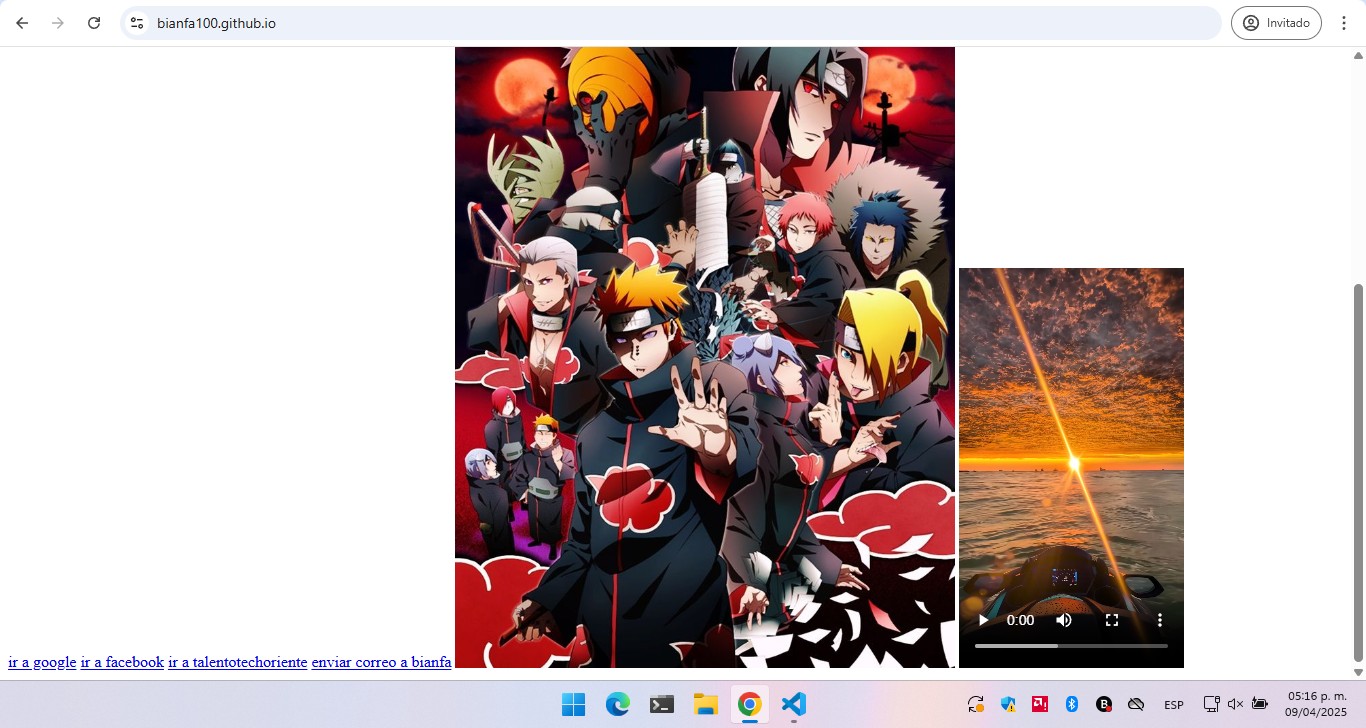 bianfa100.github.io
Invitado
0:00
ir a google ir a facebook ir a talentotechoriente enviar correo a bianfa
ESP
05:16 p. m.
09/04/2025